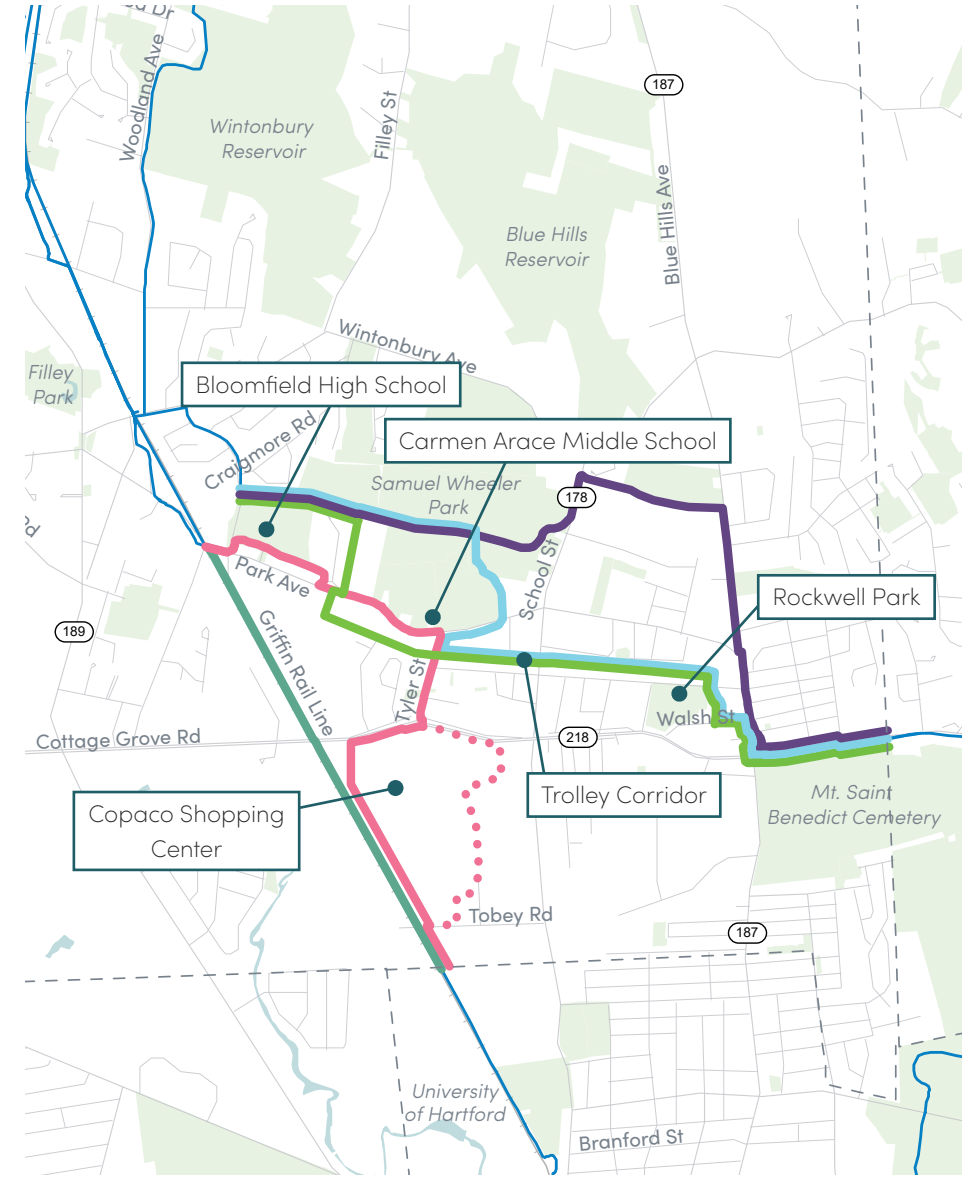 Woodland Ave
Filley St
187
Wintonbury
Reservoir
Blue Hills Ave
Blue Hills
Reservoir
Wintonbury Ave
Filley
Park
Bloomfield High School
Craigmore Rd
Carmen Arace Middle School
Samuel Wheeler
Park
178
School St
Park Ave
Rockwell Park
189
Griffin Rail Line
Tyler St
Walsh St
Cottage Grove Rd
218
Trolley Corridor
Mt. Saint
Benedict Cemetery
Copaco Shopping
Center
Tobey Rd
187
University
of Hartford
Branford St